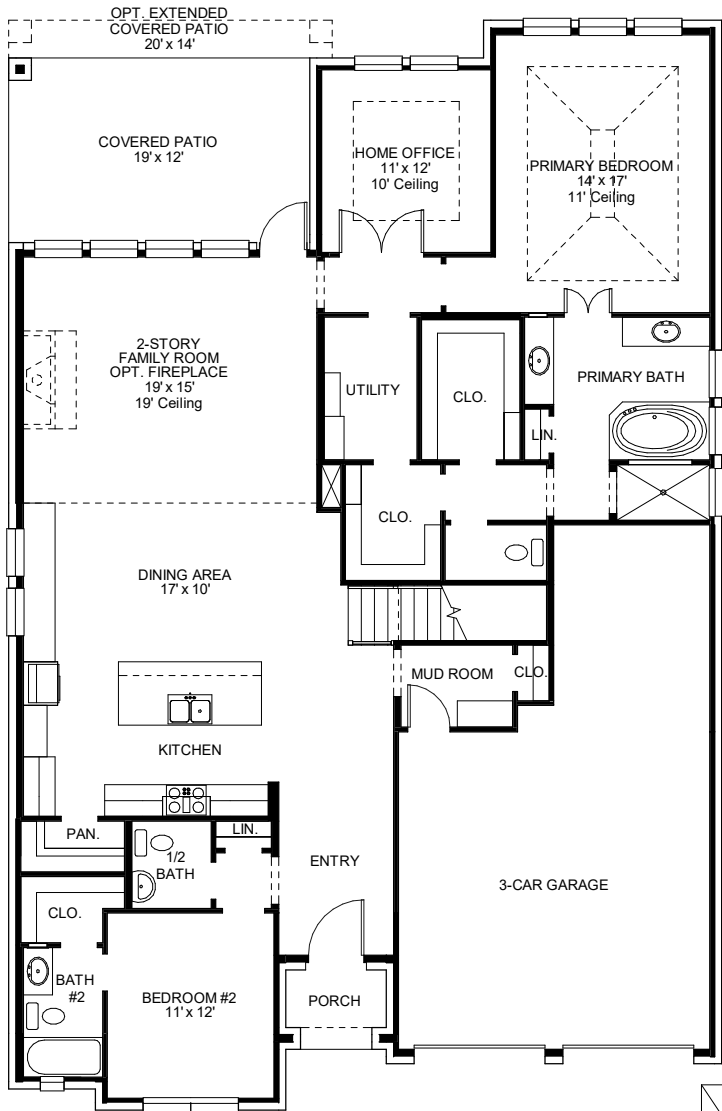 OPT. EXTENDED
COVERED PATIO
20' x 14'
COVERED PATIO
19' x 12'
HOME OFFICE
11' x 12'
10' Ceiling
PRIMARY BEDROOM
14' x 17'
11' Ceiling
2-STORY
FAMILY ROOM
OPT. FIREPLACE
19' x 15'
19' Ceiling
UTILITY
CLO.
PRIMARY BATH
LIN.
CLO.
DINING AREA
17' x 10'
MUD ROOM
CLO.
KITCHEN
PAN.
1/2
BATH
LIN.
ENTRY
3-CAR GARAGE
CLO.
BATH
#2
BEDROOM #2
11' x 12'
PORCH